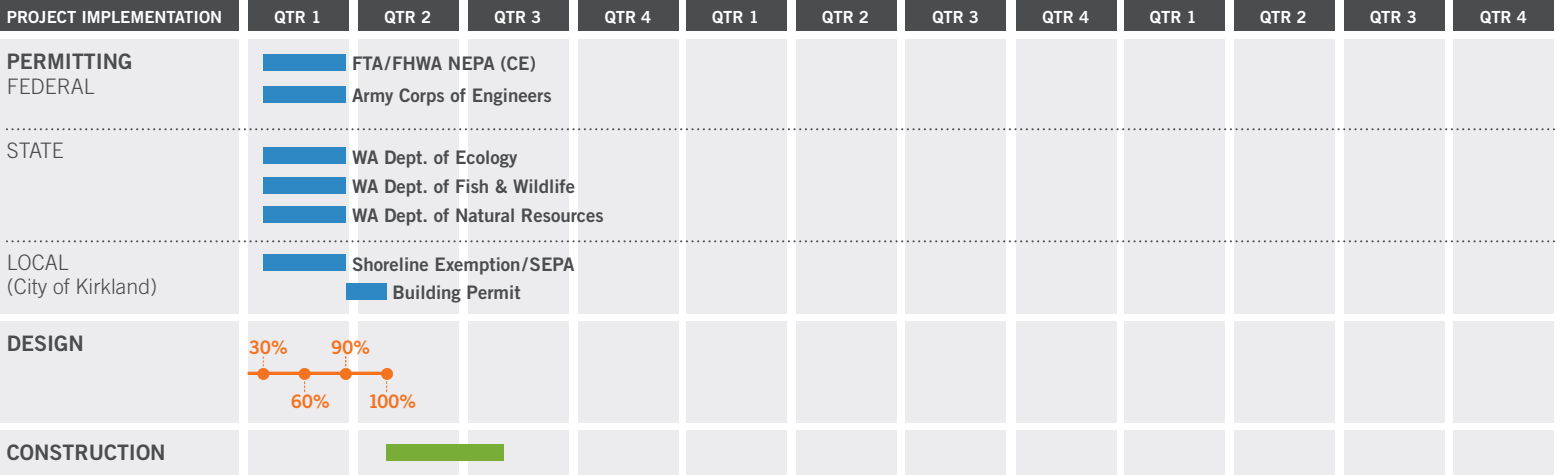 PROJECT IMPLEMENTATION QTR 1 QTR 2 QTR 3 QTR 4 QTR 1 QTR 2 QTR 3 QTR 4 QTR 1 QTR 2 QTR 3 QTR 4
PERMITTING
FEDERAL
FTA/FHWA NEPA (CE)
Army Corps of Engineers
STATE
WA Dept. of Ecology
WA Dept. of Fish & Wildlife
WA Dept. of Natural Resources
LOCAL
(City of Kirkland)
Shoreline Exemption/SEPA
Building Permit
DESIGN
30% 90%
60% 100%
CONSTRUCTION